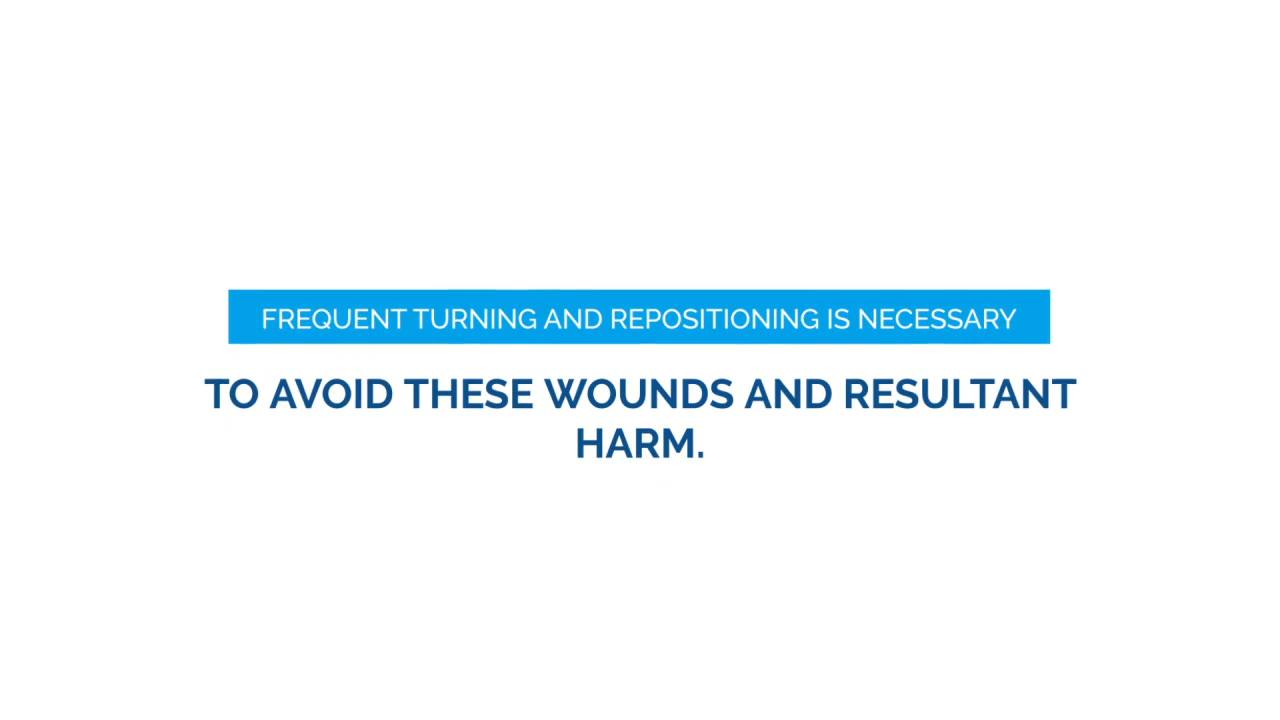 FREQUENT TURNING AND REPOSITIONING IS NECESSARY
TO AVOID THESE WOUNDS AND RESULTANT
HARM.